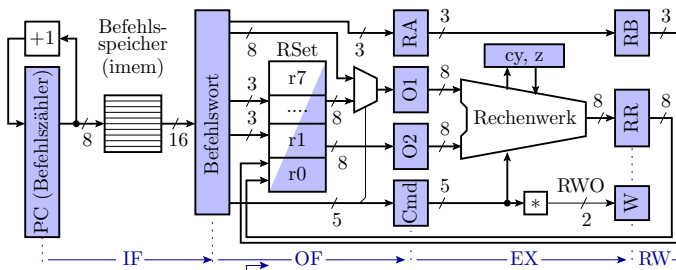 +1
PC (Befehlszähler)
8
Befehls-
speicher
(imem)
16
Befehlswort
8
3
3
3
RSet
r7
....
r1
r0
8
8
5
RA
O1
O2
Cmd
3
8
8
5
cy, z
Rechenwerk
*
RWO
2
8
RB
RR
W
3
8
IF
OF
EX
RW